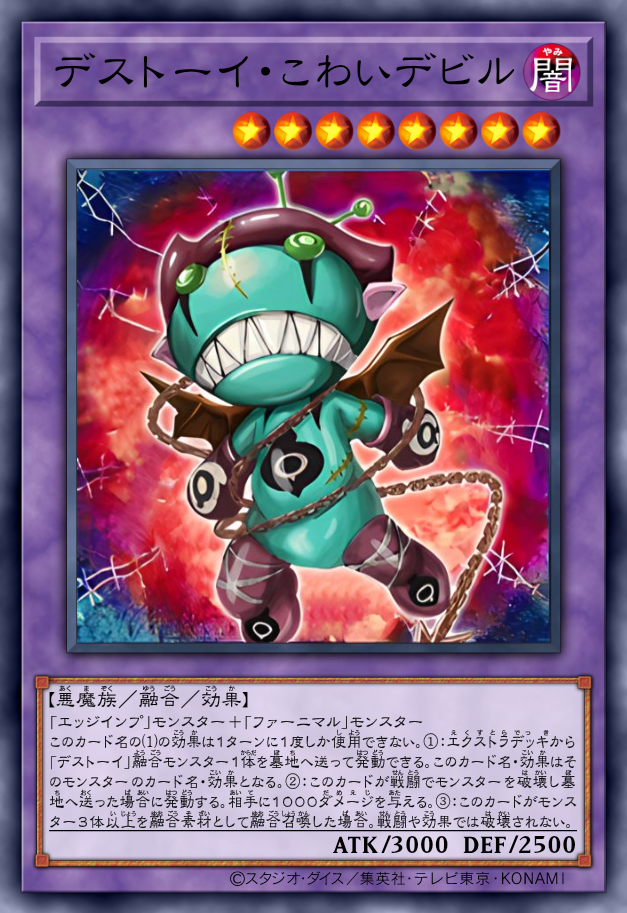 デストーイ・こわいデビル
闇
【悪魔族／融合／効果】
「エッジインプ」モンスター＋「ファーニマル」モンスター
このカード名の⑴の効果は1ターンに1度しか使用できない。①：エクストラデッキから
「デストーイ」融合モンスター1体を墓地へ送って発動できる。このカード名・効果はそ
のモンスターのカード名・効果となる。②：このカードが戦闘でモンスターを破壊し墓
地へ送った場合に発動する。相手に1000ダメージを与える。③：このカードがモンス
ター3体以上を融合素材として融合召喚した場合。戦闘や効果では破壊されない。
ATK/3000 DEF/2500
©スタジオ・ダイス／集英社・テレビ東京・KONAMI